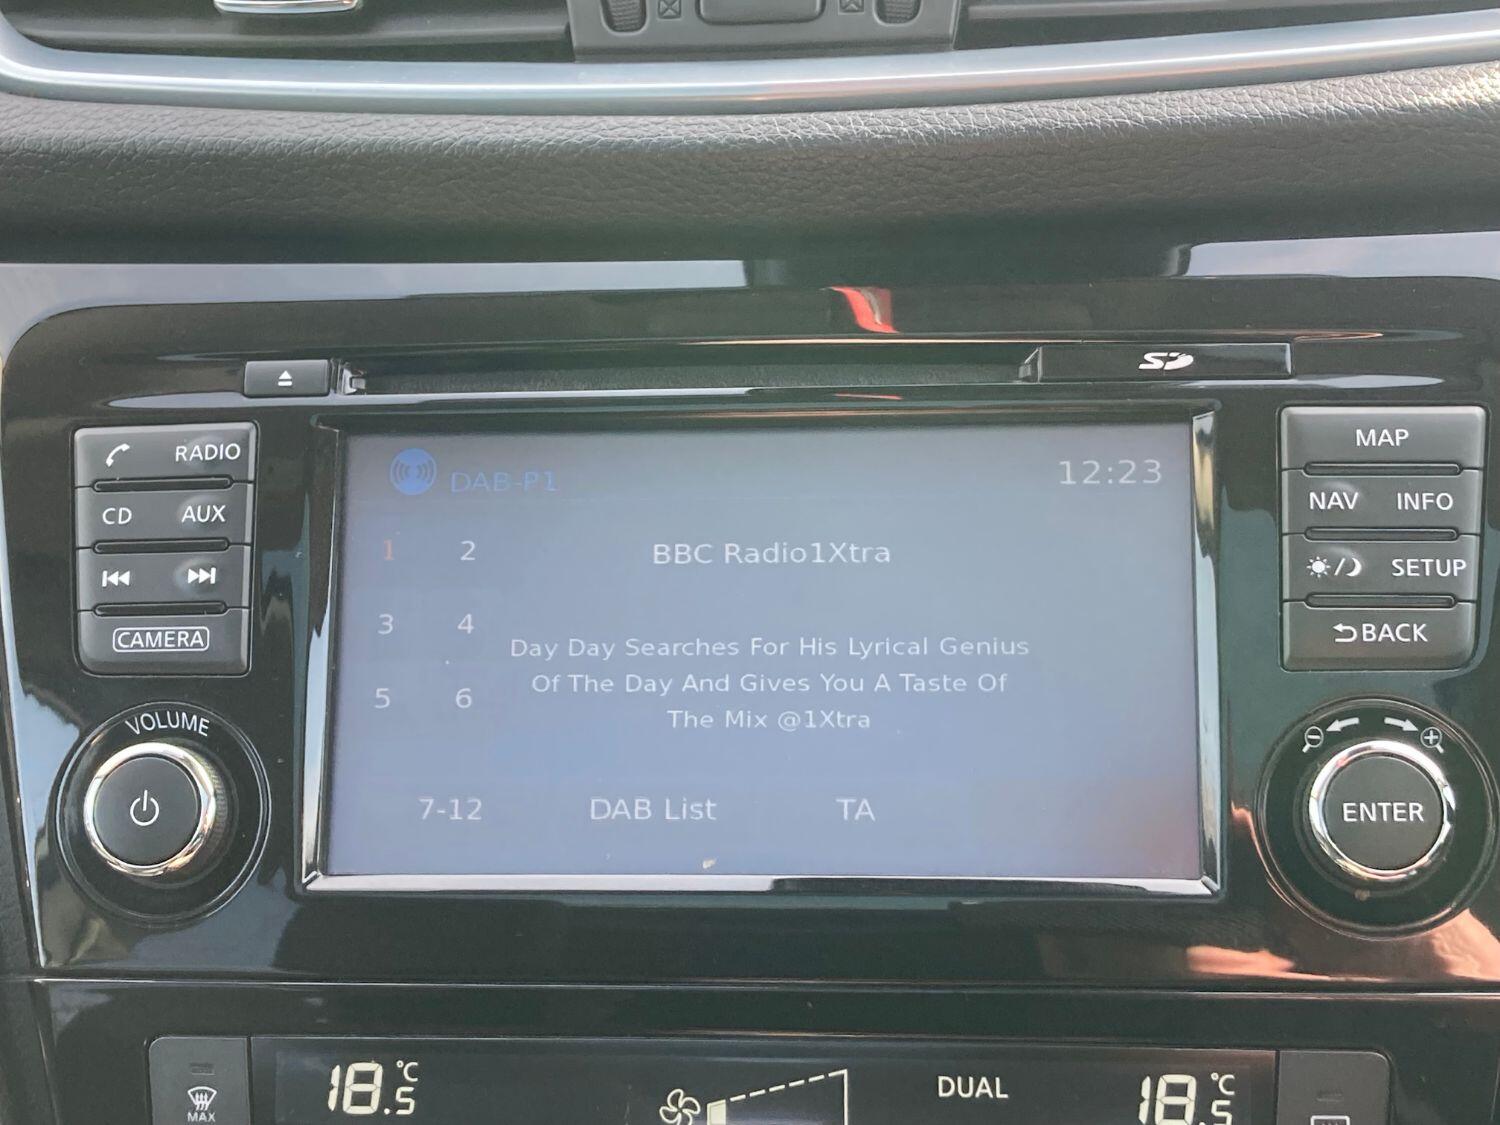 SD
RADIO
CD AUX
CAMERA
VOLUME
DAB-P1
12:23
1 2
BBC Radio1Xtra
3 4
Day Day Searches For His Lyrical Genius
Of The Day And Gives You A Taste Of
The Mix @1Xtra
5 6
7-12 DAB List TA
MAP
NAV INFO
SETUP
BACK
ENTER
MAX
18.5°C
DUAL
18.5°C